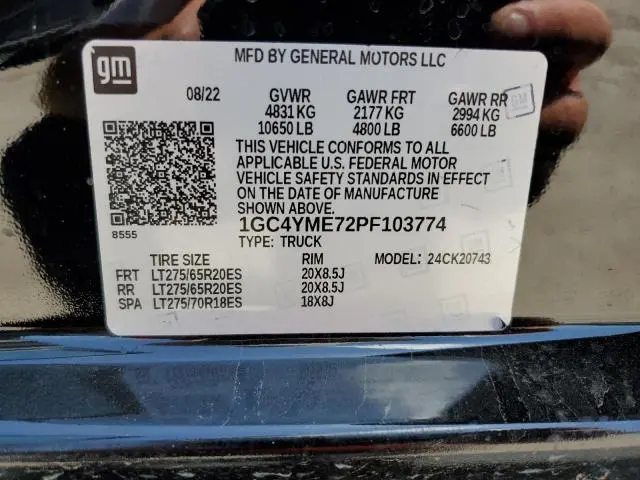 gm
MFD BY GENERAL MOTORS LLC
08/22 GVWR GAWR FRT GAWR RR
4831 KG 2177 KG 2994 KG
10650 LB 4800 LB 6600 LB
GM
THIS VEHICLE CONFORMS TO ALL
APPLICABLE U.S. FEDERAL MOTOR
VEHICLE SAFETY STANDARDS IN EFFECT
ON THE DATE OF MANUFACTURE
SHOWN ABOVE.
8555
1GC4YME72PF103774
TYPE: TRUCK
TIRE SIZE RIM MODEL: 24CK20743
FRT LT275/65R20ES 20X8.5J
RR LT275/65R20ES 20X8.5J
SPA LT275/70R18ES 18X8J